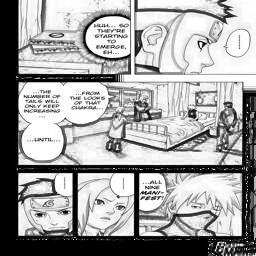 HUH... SO
THEY'RE
STARTING
TO
EMERGE,
EH...
...FROM
THE LOOKS
OF THAT
CHAKRA...
...THE
NUMBER OF
TAILS WILL
ONLY KEEP
INCREASING
...UNTIL...
...ALL
NINE
MANI-
FEST!